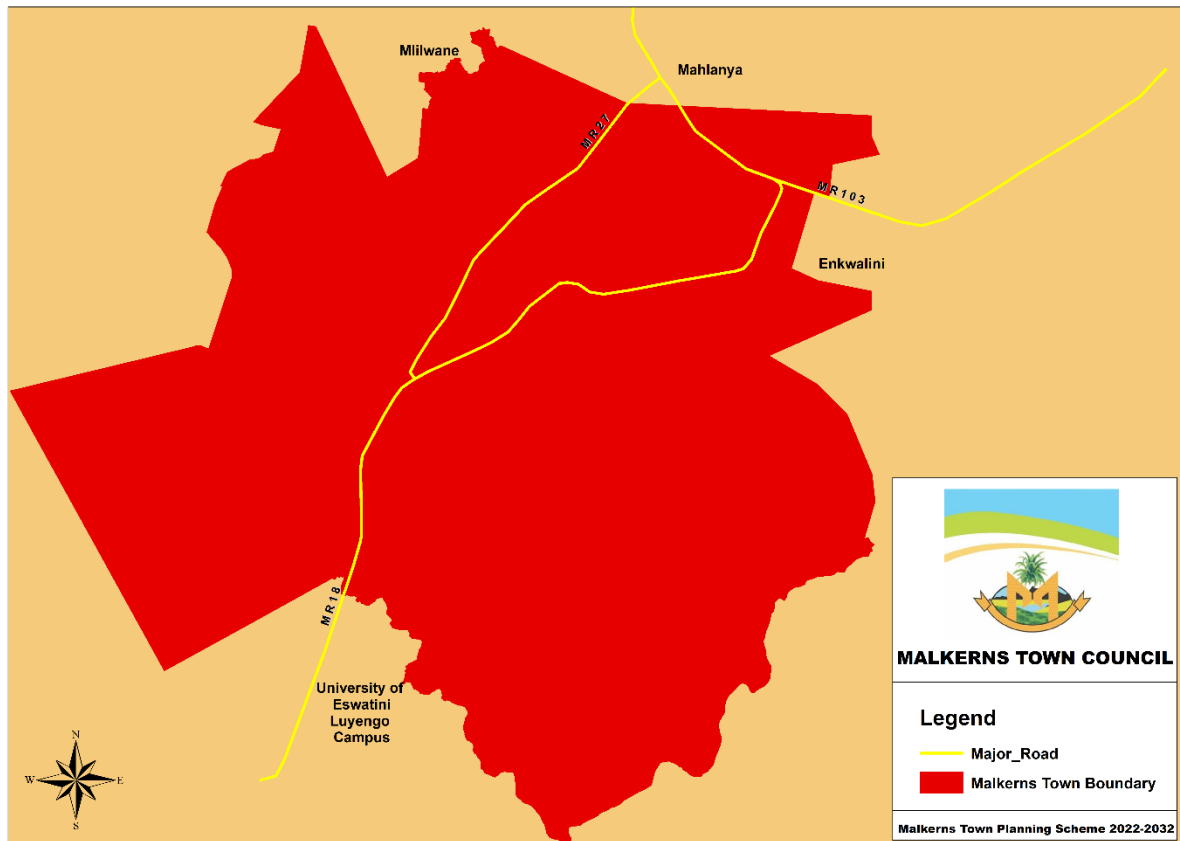 Mlilwane
Mahlanya
MR27
MR103
Enkwalini
MR18
University of
Eswatini
Luyengo
Campus
N
W
E
S
MALKERNS TOWN COUNCIL
Legend
Major_Road
Malkerns Town Boundary
Malkerns Town Planning Scheme 2022-2032